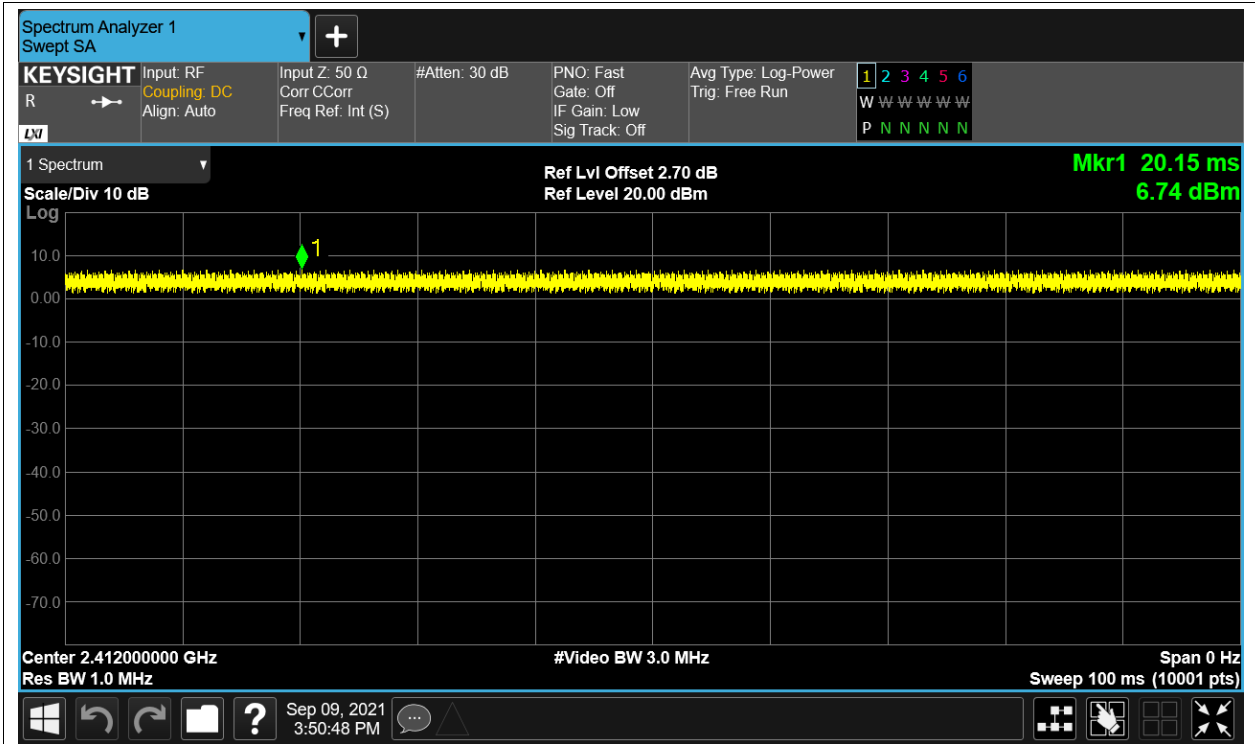 Spectrum Analyzer 1
Swept SA
KEYSIGHT
R
LXI
Input: RF
Coupling: DC
Align: Auto
Input Z: 50 Ω
Corr CCorr
Freq Ref: Int (S)
#Atten: 30 dB
PNO: Fast
Gate: Off
IF Gain: Low
Sig Track: Off
Avg Type: Log-Power
Trig: Free Run
1 2 3 4 5 6
W W W W W W
P N N N N N
1 Spectrum
Scale/Div 10 dB
Ref Lvl Offset 2.70 dB
Ref Level 20.00 dBm
Mkr1 20.15 ms
6.74 dBm
Log
1
10.0
0.00
-10.0
-20.0
-30.0
-40.0
-50.0
-60.0
-70.0
Center 2.412000000 GHz
#Video BW 3.0 MHz
Span 0 Hz
Res BW 1.0 MHz
Sweep 100 ms (10001 pts)
?
Sep 09, 2021
3:50:48 PM